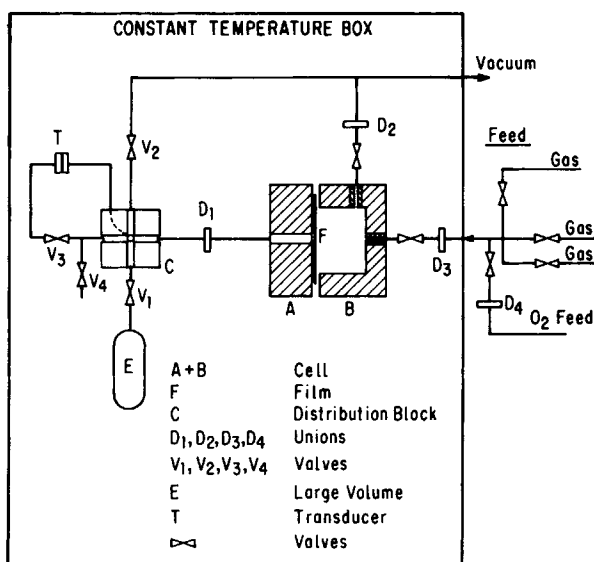 CONSTANT TEMPERATURE BOX
Vacuum
T
V2
D2
Feed
Gas
D1
F
Gas
V3
C
D3
Gas
V4
V1
A
B
D4
O2 Feed
E
A+B Cell
F Film
C Distribution Block
D1, D2, D3, D4 Unions
V1, V2, V3, V4 Valves
E Large Volume
T Transducer
Valves